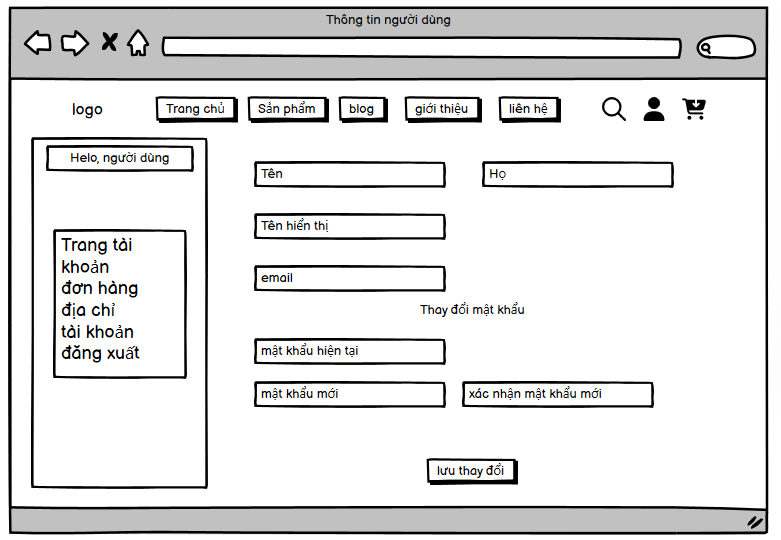 Thông tin người dùng
logo
Trang chủ
Sản phẩm
blog
giới thiệu
liên hệ
Helo, người dùng
Trang tài
khoản
đơn hàng
địa chỉ
tài khoản
đăng xuất
Tên
Họ
Tên hiển thị
email
Thay đổi mật khẩu
mật khẩu hiện tại
mật khẩu mới
xác nhận mật khẩu mới
lưu thay đổi